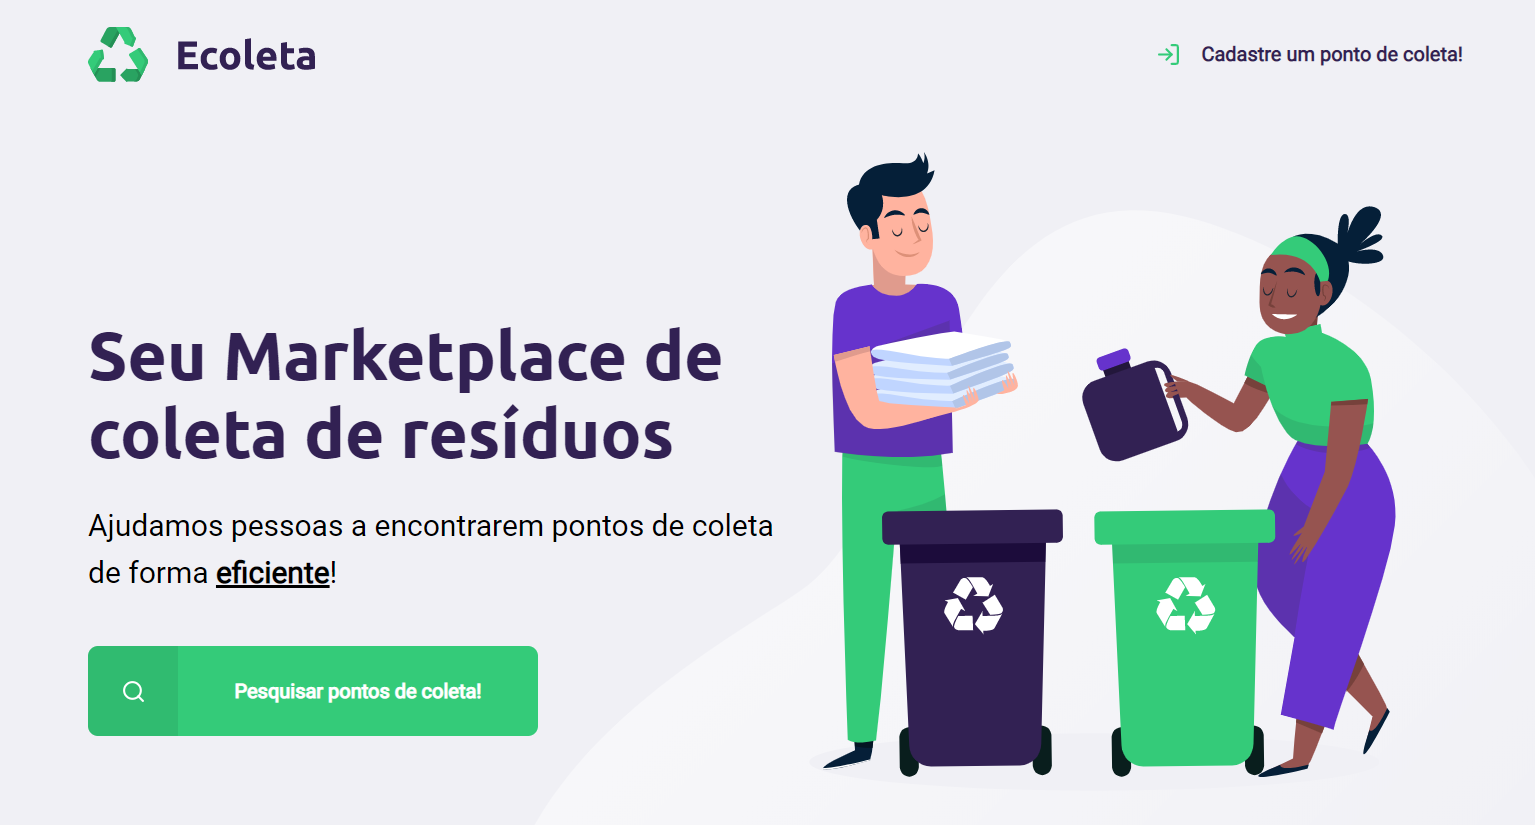 Ecoleta
Cadastre um ponto de coleta!
Seu Marketplace de
coleta de resíduos
Ajudamos pessoas a encontrarem pontos de coleta
de forma eficiente!
Pesquisar pontos de coleta!